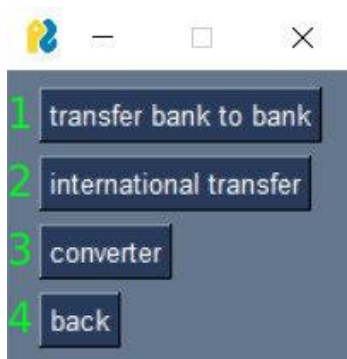 1 transfer bank to bank
2 international transfer
3 converter
4 back